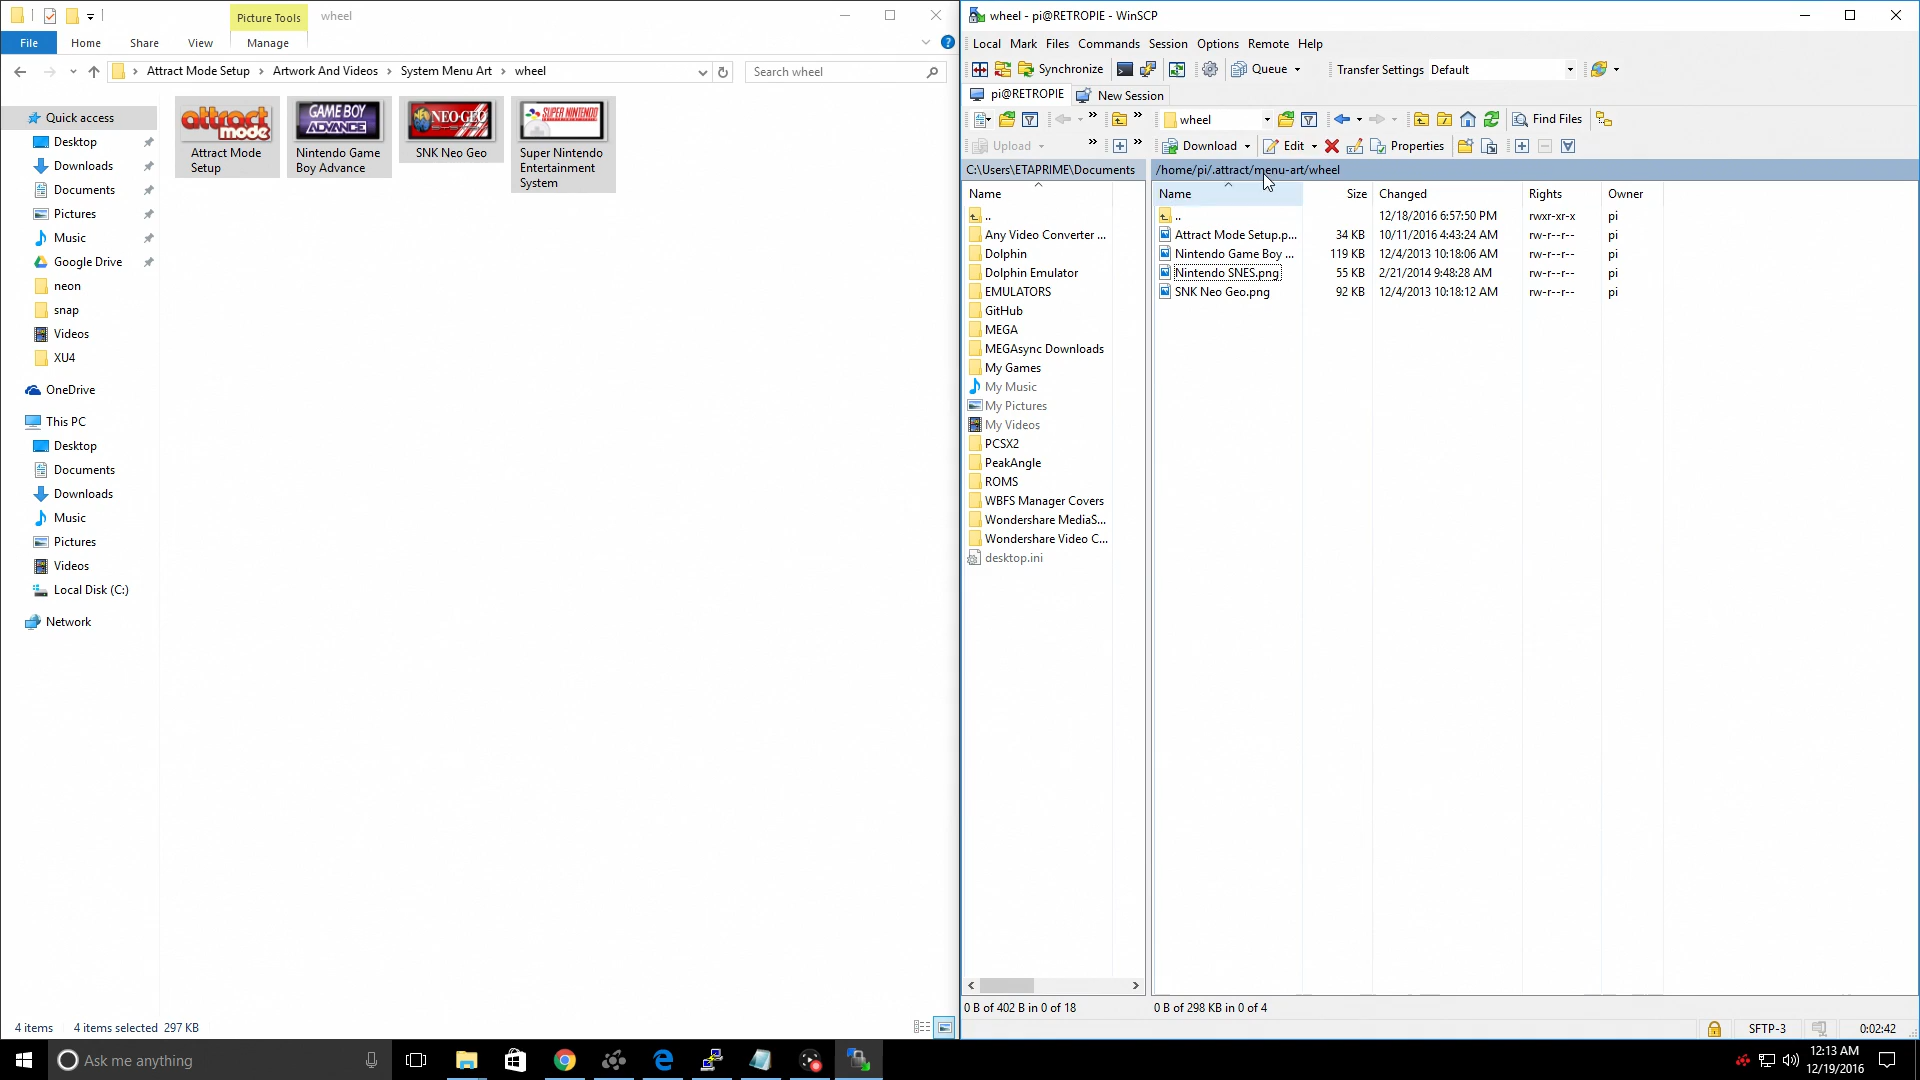 Picture Tools
wheel
File
Home
Share
View
Manage
Attract Mode Setup
Artwork And Videos
System Menu Art
wheel
Search wheel
Quick access
Desktop
Downloads
Documents
Pictures
Music
Google Drive
neon
snap
Videos
XU4
OneDrive
This PC
Desktop
Documents
Downloads
Music
Pictures
Videos
Local Disk (C:)
Network
attract mode
Attract Mode
Setup
GAME BOY
ADVANCE
Nintendo Game
Boy Advance
NEO·GEO
SNK Neo Geo
SUPER NINTENDO
Super Nintendo
Entertainment
System
4 items
4 items selected 297 KB
wheel - pi@RETROPIE - WinSCP
Local Mark Files Commands Session Options Remote Help
Synchronize
Queue
Transfer Settings Default
pi@RETROPIE
New Session
wheel
Find Files
Upload
Download
Edit
Properties
C:\Users\ETAPRIME\Documents
Name
..
Any Video Converter ...
Dolphin
Dolphin Emulator
EMULATORS
GitHub
MEGA
MEGAsync Downloads
My Games
My Music
My Pictures
My Videos
PCSX2
PeakAngle
ROMS
WBFS Manager Covers
Wondershare MediaS...
Wondershare Video C...
desktop.ini
0 B of 402 B in 0 of 18
/home/pi/.attract/menu-art/wheel
Name Size Changed Rights Owner
.. 12/18/2016 6:57:50 PM rwxr-xr-x pi
Attract Mode Setup.p... 34 KB 10/11/2016 4:43:24 AM rw-r--r-- pi
Nintendo Game Boy ... 119 KB 12/4/2013 10:18:06 AM rw-r--r-- pi
Nintendo SNES.png 55 KB 2/21/2014 9:48:28 AM rw-r--r-- pi
SNK Neo Geo.png 92 KB 12/4/2013 10:18:12 AM rw-r--r-- pi
0 B of 298 KB in 0 of 4
SFTP-3
0:02:42
Ask me anything
12:13 AM
12/19/2016